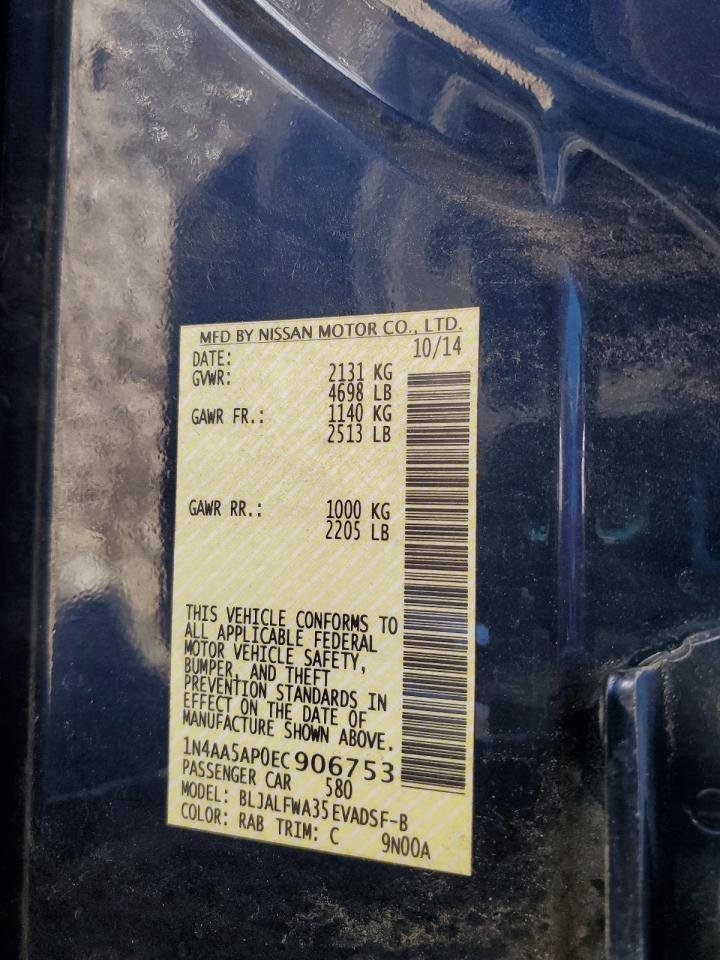 MFD BY NISSAN MOTOR CO., LTD.
DATE: 10/14
GVWR: 2131 KG
4698 LB
GAWR FR.: 1140 KG
2513 LB
GAWR RR.: 1000 KG
2205 LB
THIS VEHICLE CONFORMS TO
ALL APPLICABLE FEDERAL
MOTOR VEHICLE SAFETY,
BUMPER, AND THEFT
PREVENTION STANDARDS IN
EFFECT ON THE DATE OF
MANUFACTURE SHOWN ABOVE.
1N4AA5AP0EC906753
PASSENGER CAR 580
MODEL: BLJALFWA35EVADSF-B
COLOR: RAB TRIM: C 9N00A